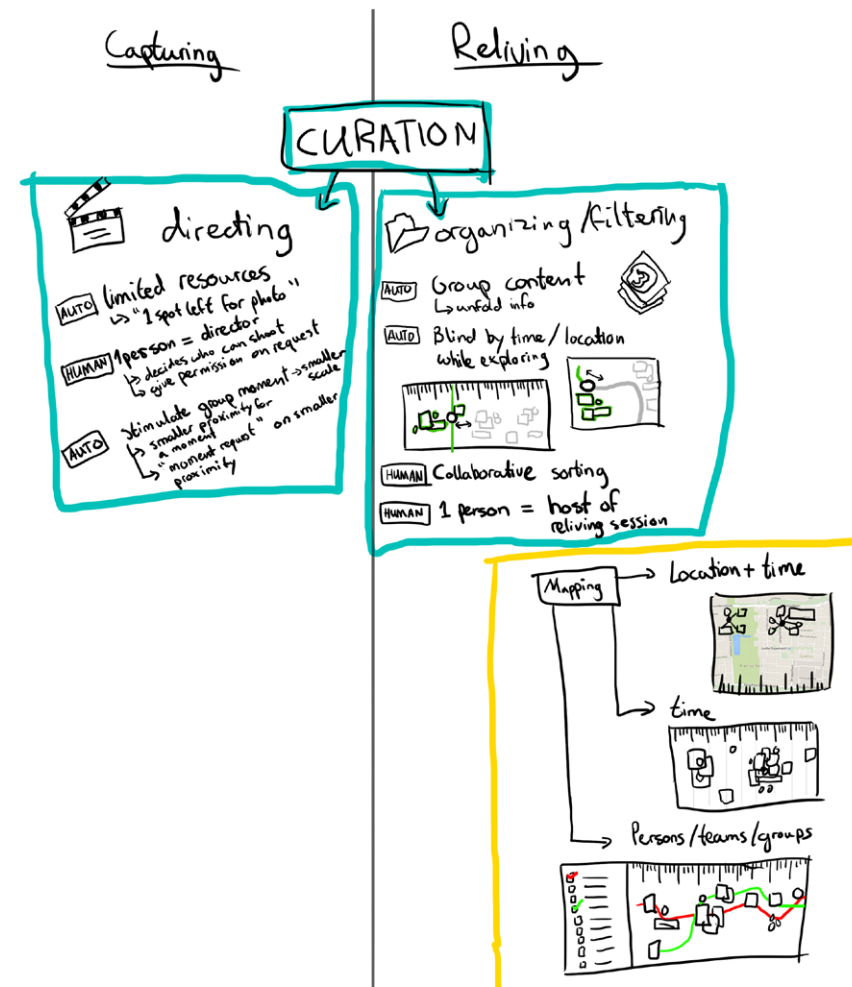 Capturing
Reliving
CURATION
directing
AUTO
limited resources
↳ "1 spot left for photo"
HUMAN
1 person = director
↳ decides who can shoot
↳ give permission on request
AUTO
Stimulate group moment → smaller
scale
↳ smaller proximity for
a moment
↳ "moment request" on smaller
proximity
organizing/filtering
AUTO
Group content
↳ unfold info
AUTO
Blind by time/location
while exploring
HUMAN
Collaborative sorting
HUMAN
1 person = host of
reliving session
Mapping
Location + time
time
Persons/teams/groups